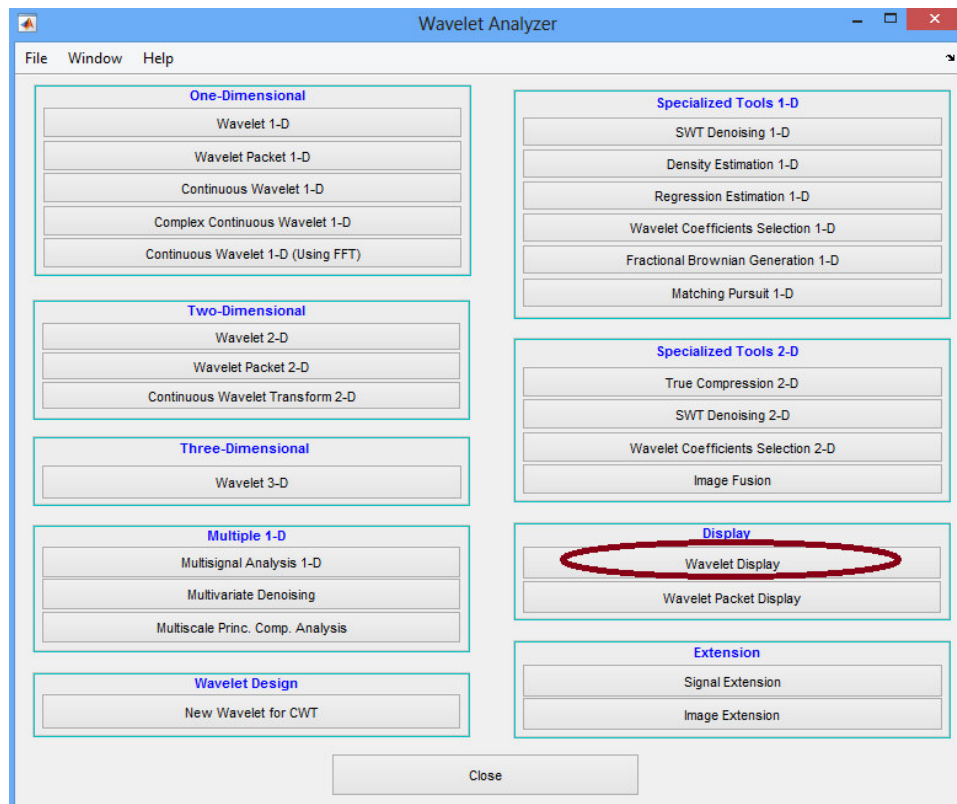 Wavelet Analyzer
File Window Help
One-Dimensional
Wavelet 1-D
Wavelet Packet 1-D
Continuous Wavelet 1-D
Complex Continuous Wavelet 1-D
Continuous Wavelet 1-D (Using FFT)
Two-Dimensional
Wavelet 2-D
Wavelet Packet 2-D
Continuous Wavelet Transform 2-D
Three-Dimensional
Wavelet 3-D
Multiple 1-D
Multisignal Analysis 1-D
Multivariate Denoising
Multiscale Princ. Comp. Analysis
Wavelet Design
New Wavelet for CWT
Specialized Tools 1-D
SWT Denoising 1-D
Density Estimation 1-D
Regression Estimation 1-D
Wavelet Coefficients Selection 1-D
Fractional Brownian Generation 1-D
Matching Pursuit 1-D
Specialized Tools 2-D
True Compression 2-D
SWT Denoising 2-D
Wavelet Coefficients Selection 2-D
Image Fusion
Display
Wavelet Display
Wavelet Packet Display
Extension
Signal Extension
Image Extension
Close